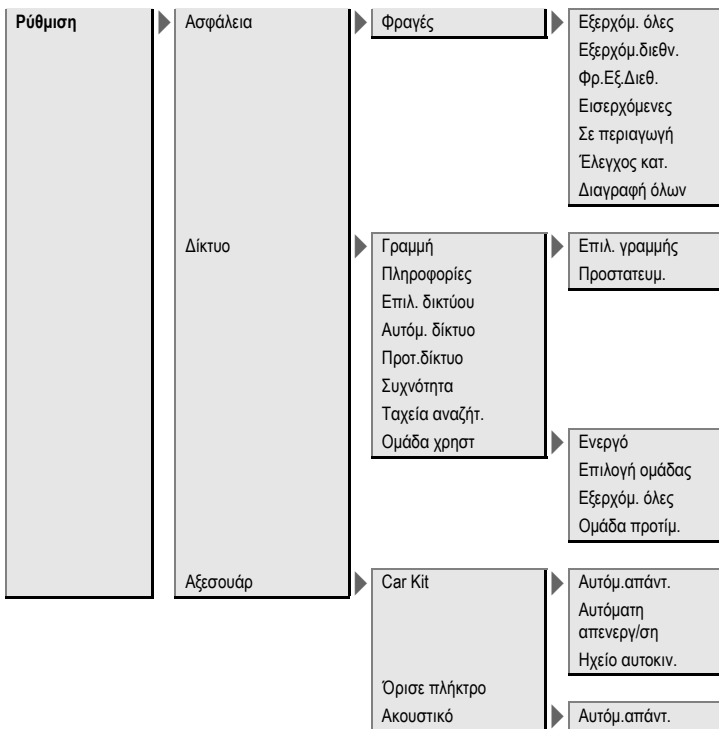 Ρύθμιση Ασφάλεια Φραγές Εξερχόμ. όλες
Εξερχόμ.διεθν.
Φρ.Εξ.Διεθ.
Εισερχόμενες
Σε περιαγωγή
Έλεγχος κατ.
Διαγραφή όλων
Δίκτυο Γραμμή Επιλ. γραμμής
Πληροφορίες Προστατευμ.
Επιλ. δικτύου
Αυτόμ. δίκτυο
Προτ.δίκτυο
Συχνότητα
Ταχεία αναζήτ.
Ομάδα χρηστ Ενεργό
Επιλογή ομάδας
Εξερχόμ. όλες
Ομάδα προτίμ.
Αξεσουάρ Car Kit Αυτόμ.απάντ.
Αυτόματη
απενεργ/ση
Ηχείο αυτοκιν.
Όρισε πλήκτρο
Ακουστικό Αυτόμ.απάντ.